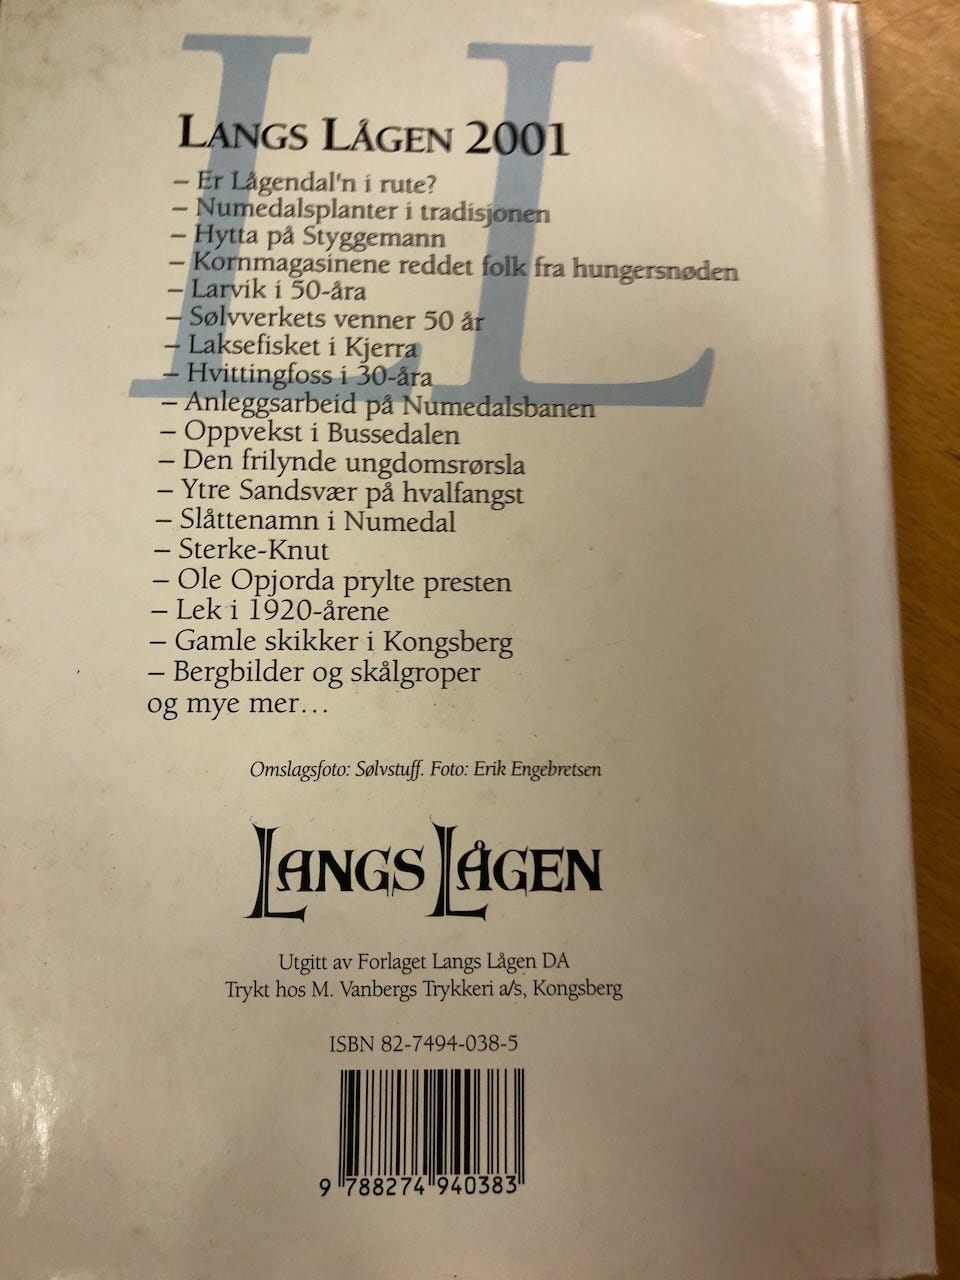 LANGS LÅGEN 2001
– Er Lågendal'n i rute?
– Numedalsplanter i tradisjonen
– Hytta på Styggemann
– Kornmagasinene reddet folk fra hungersnøden
– Larvik i 50-åra
– Sølvverkets venner 50 år
– Laksefisket i Kjerra
– Hvittingfoss i 30-åra
– Anleggsarbeid på Numedalsbanen
– Oppvekst i Bussedalen
– Den frilynde ungdomsrørsla
– Ytre Sandsvær på hvalfangst
– Slåttenamn i Numedal
– Sterke-Knut
– Ole Opjorda prylte presten
– Lek i 1920-årene
– Gamle skikker i Kongsberg
– Bergbilder og skålgroper
og mye mer…
Omslagsfoto: Sølvstuff. Foto: Erik Engebretsen
LANGS LÅGEN
Utgitt av Forlaget Langs Lågen DA
Trykt hos M. Vanbergs Trykkeri a/s, Kongsberg
ISBN 82-7494-038-5
9 788274 940383
LL